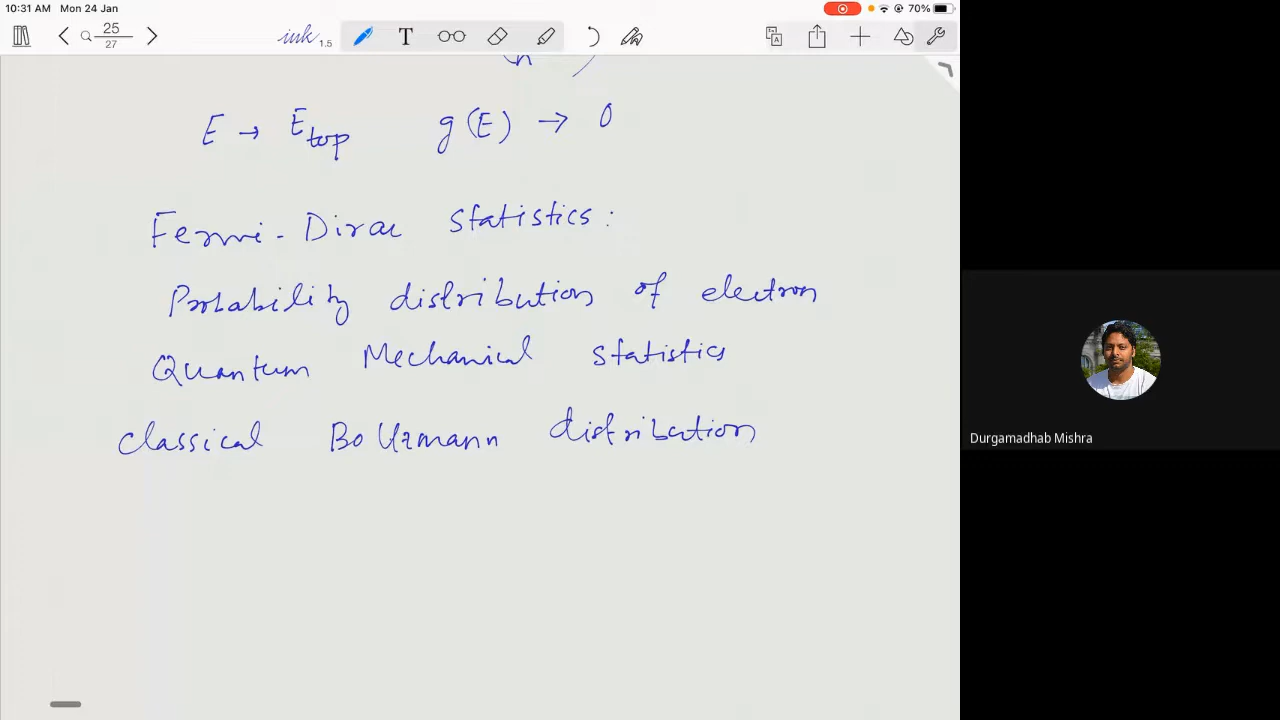 10:31 AM Mon 24 Jan
70%
25
27
ink 1.5
T
A
E → E_top g(E) → 0
Fermi-Dirac Statistics:
Probability distribution of electron
Quantum Mechanical statistics
classical Boltzmann distribution
Durgamadhab Mishra